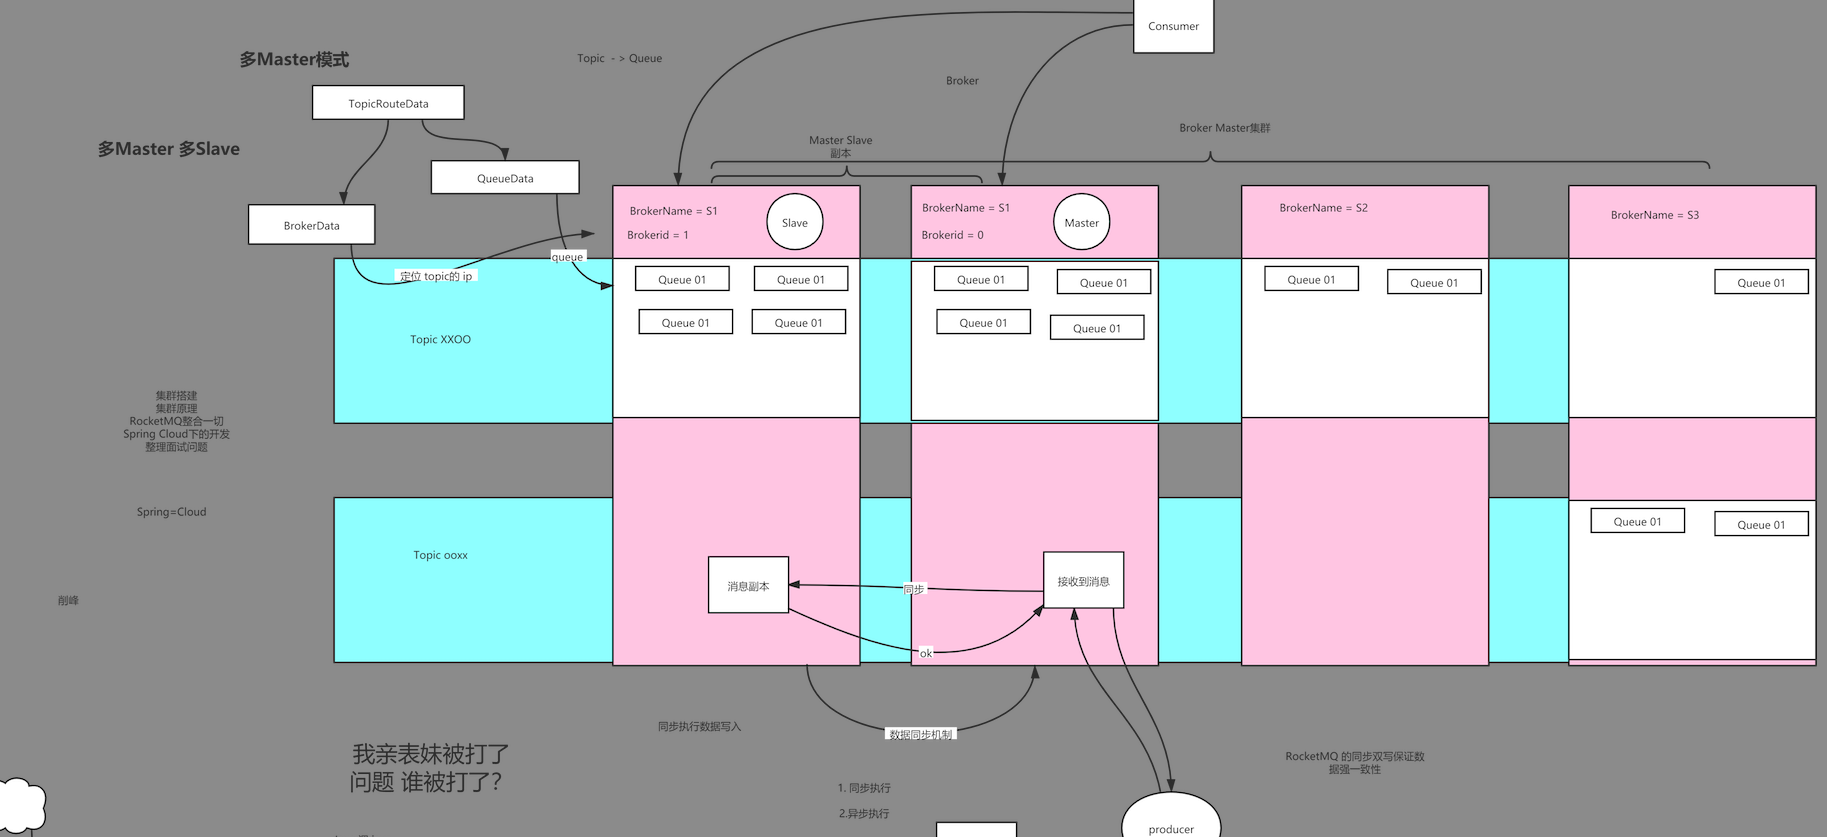 Consumer
多Master模式
Topic - > Queue
Broker
TopicRouteData
Broker Master集群
多Master 多Slave
Master Slave
副本
QueueData
BrokerData
BrokerName = S1
Brokerid = 1
Slave
BrokerName = S1
Brokerid = 0
Master
BrokerName = S2
BrokerName = S3
queue
定位 topic的 ip
Queue 01
Queue 01
Queue 01
Queue 01
Queue 01
Queue 01
Queue 01
Queue 01
Queue 01
Queue 01
Queue 01
Topic XXOO
集群搭建
集群原理
RocketMQ整合一切
Spring Cloud下的开发
整理面试问题
Spring=Cloud
Queue 01
Queue 01
Topic ooxx
消息副本
同步
接收到消息
削峰
ok
同步执行数据写入
数据同步机制
我亲表妹被打了
问题 谁被打了?
RocketMQ 的同步双写保证数
据强一致性
1. 同步执行
2.异步执行
producer